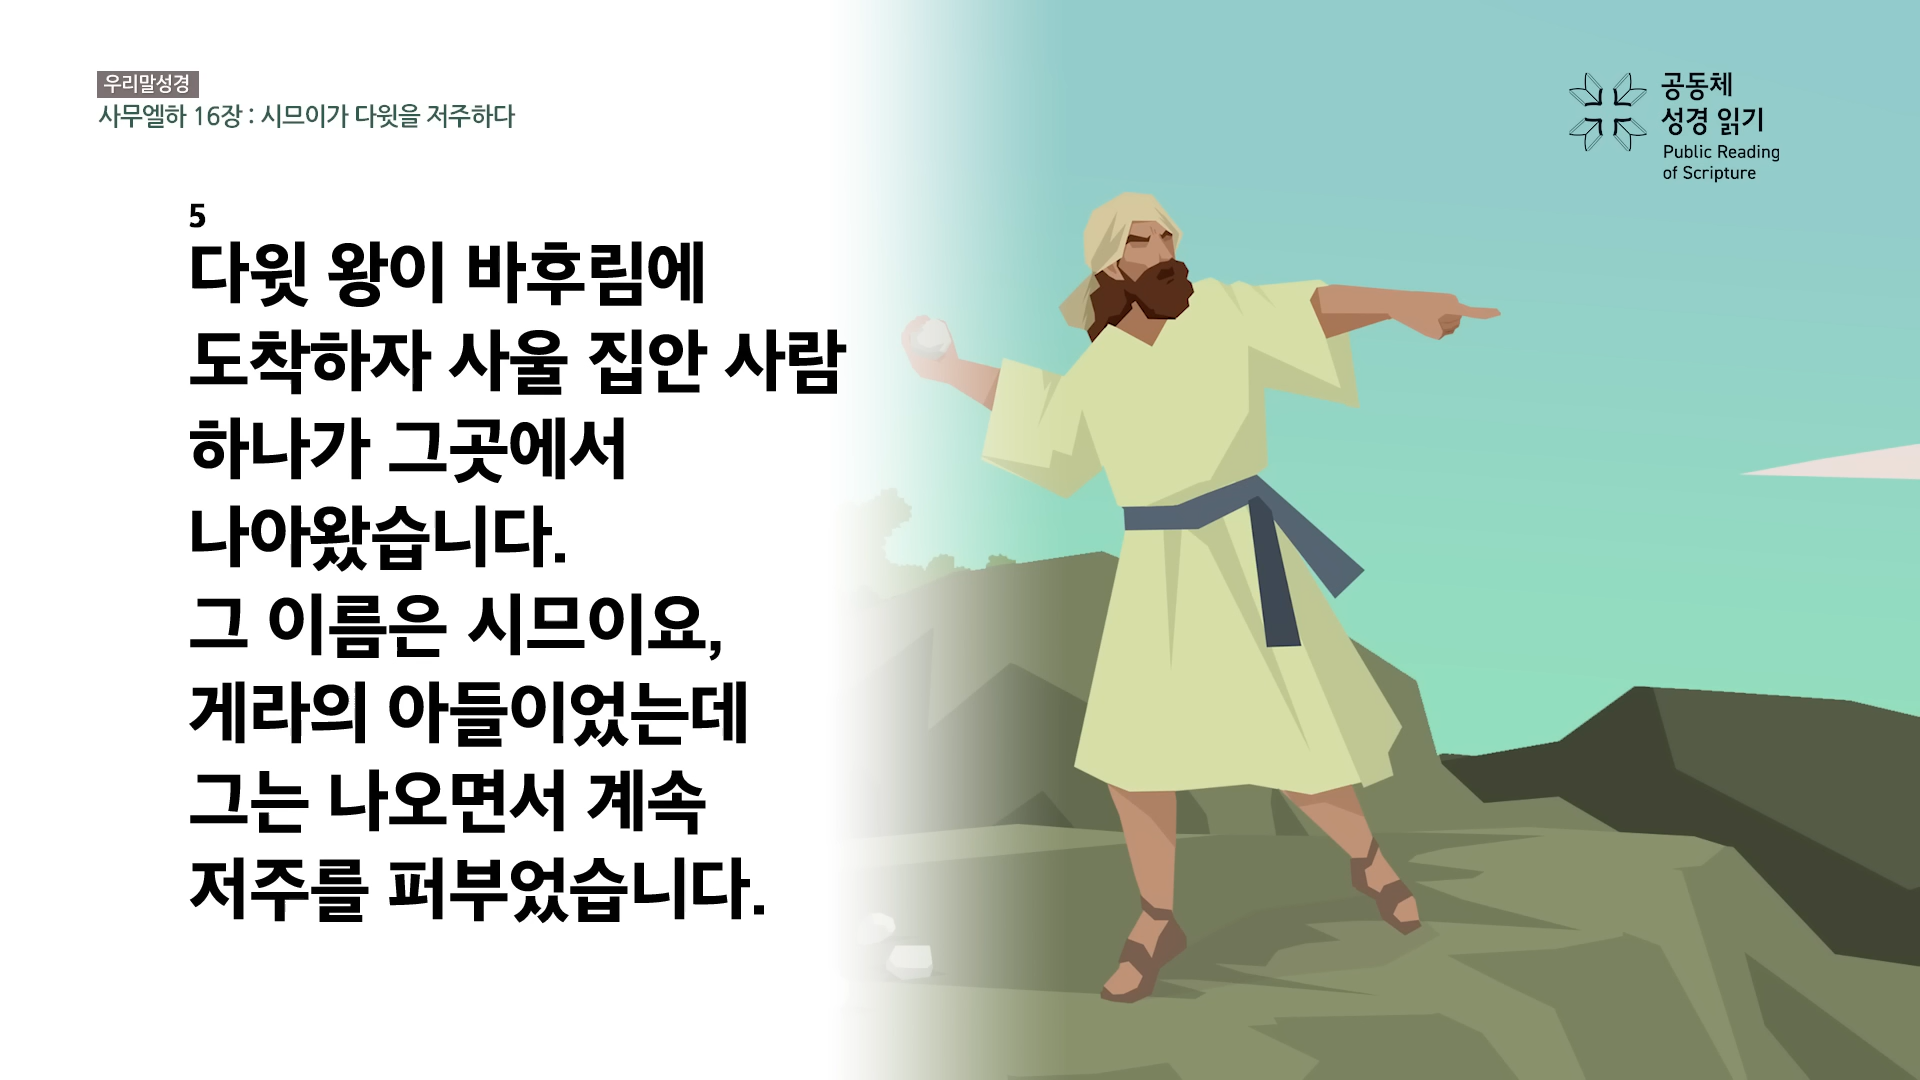 우리말성경
사무엘하 16장 : 시므이가 다윗을 저주하다
공동체
성경 읽기
Public Reading
of Scripture
5
다윗 왕이 바후림에
도착하자 사울 집안 사람
하나가 그곳에서
나아왔습니다.
그 이름은 시므이요,
게라의 아들이었는데
그는 나오면서 계속
저주를 퍼부었습니다.